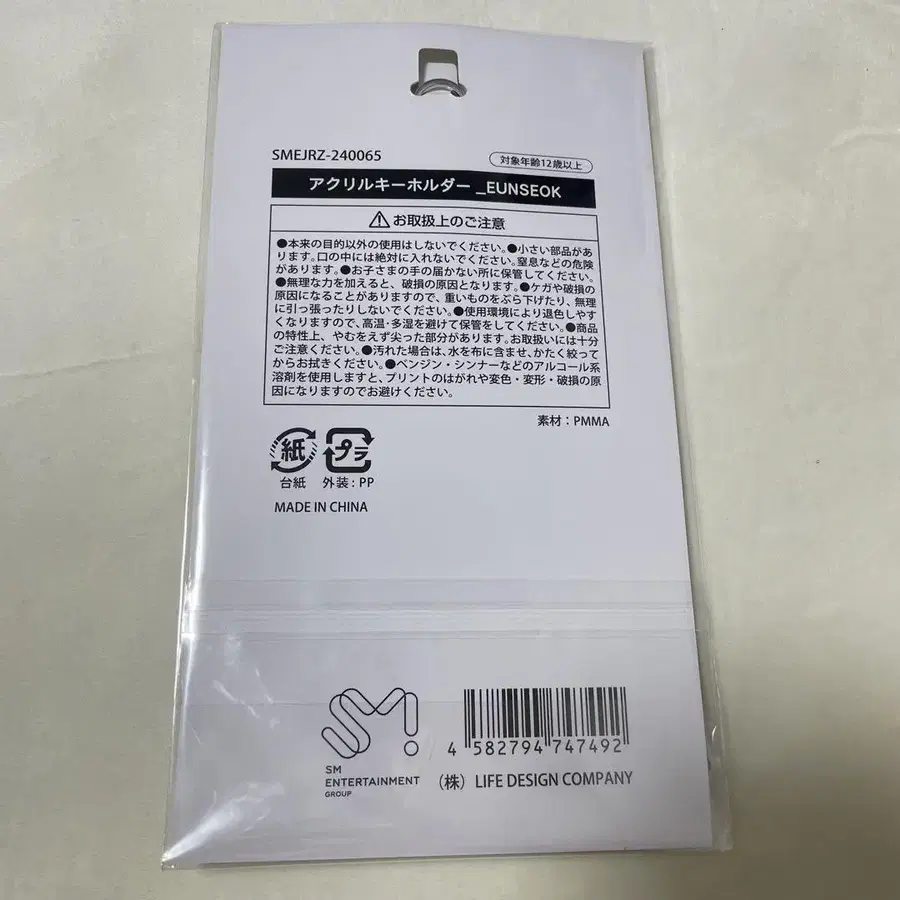 SMEJRZ-240065
対象年齢12歳以上
アクリルキーホルダー _EUNSEOK
⚠お取扱上のご注意
●本来の目的以外の使用はしないでください。●小さい部品があ
ります。口の中には絶対に入れないでください。窒息などの危険
があります。●お子さまの手の届かない所に保管してください。
●無理な力を加えると、破損の原因となります。●ケガや破損の
原因になることがありますので、重いものをぶら下げたり、無理
に引っ張ったりしないでください。●使用環境により退色しやす
くなりますので、高温・多湿を避けて保管をしてください。●商品
の特性上、やむをえず尖った部分があります。お取扱いには十分
ご注意ください。●汚れた場合は、水を布に含ませ、かたく絞って
からお拭きください。●ベンジン・シンナーなどのアルコール系
溶剤を使用しますと、プリントのはがれや変色・変形・破損の原
因になりますのでお避けください。
素材：PMMA
紙 プラ
台紙 外装：PP
MADE IN CHINA
SM
SM
ENTERTAINMENT
GROUP
4 582794 747492
（株） LIFE DESIGN COMPANY